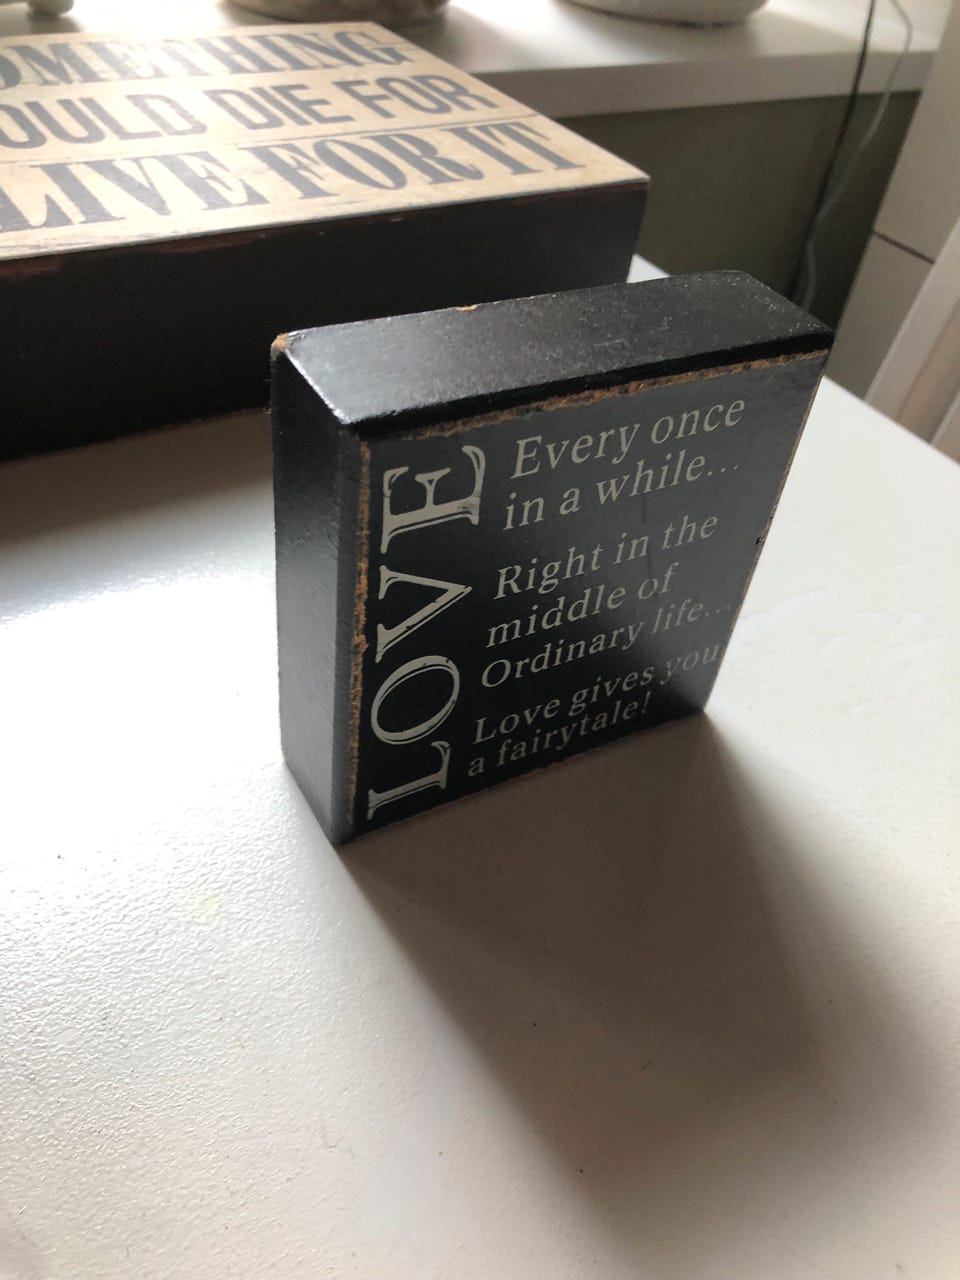 OMETHING
OULD DIE FOR
LIVE FOR IT
LOVE
Every once
in a while...
Right in the
middle of
Ordinary life...
Love gives you
a fairytale!